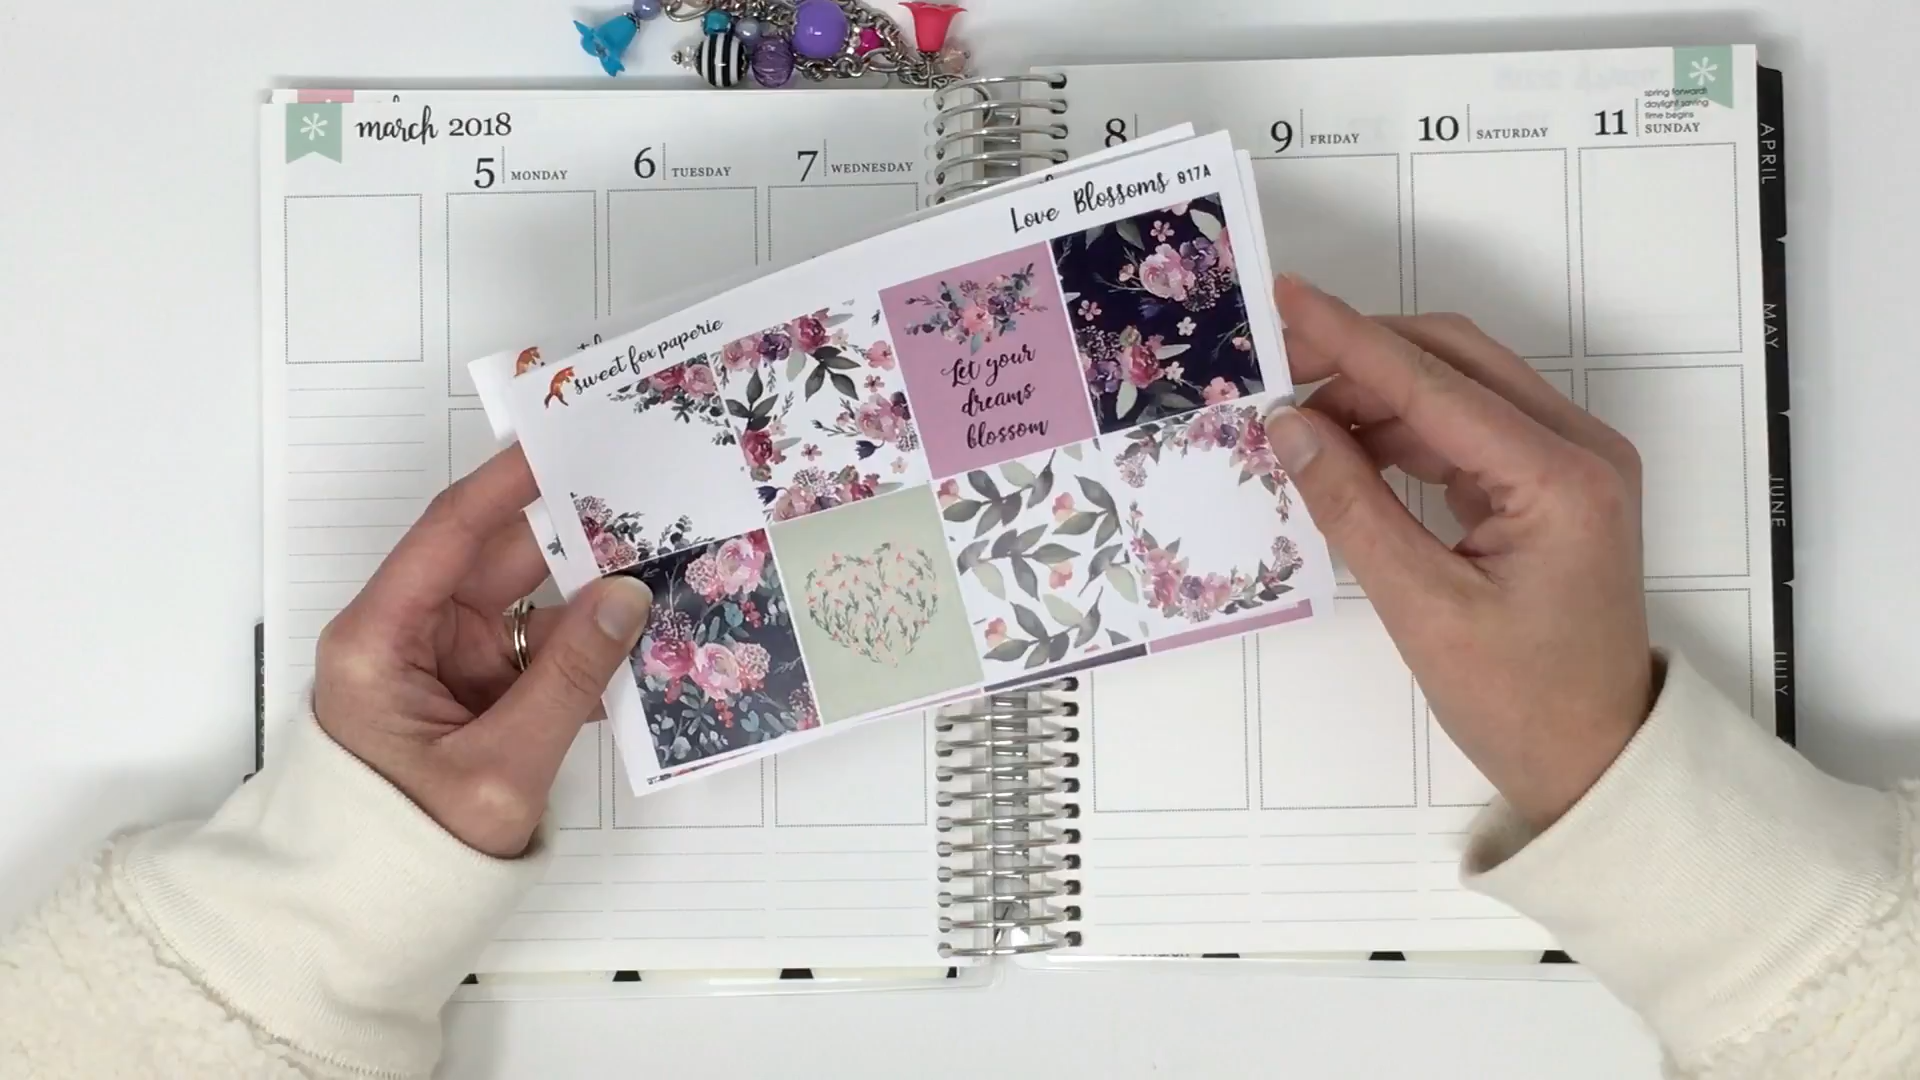 march 2018
5 MONDAY
6 TUESDAY
7 WEDNESDAY
8
9 FRIDAY
10 SATURDAY
spring forward!
daylight saving
time begins
11 SUNDAY
APRIL
MAY
JUNE
JULY
Love Blossoms 817A
sweet fox paperie
Let your
dreams
blossom